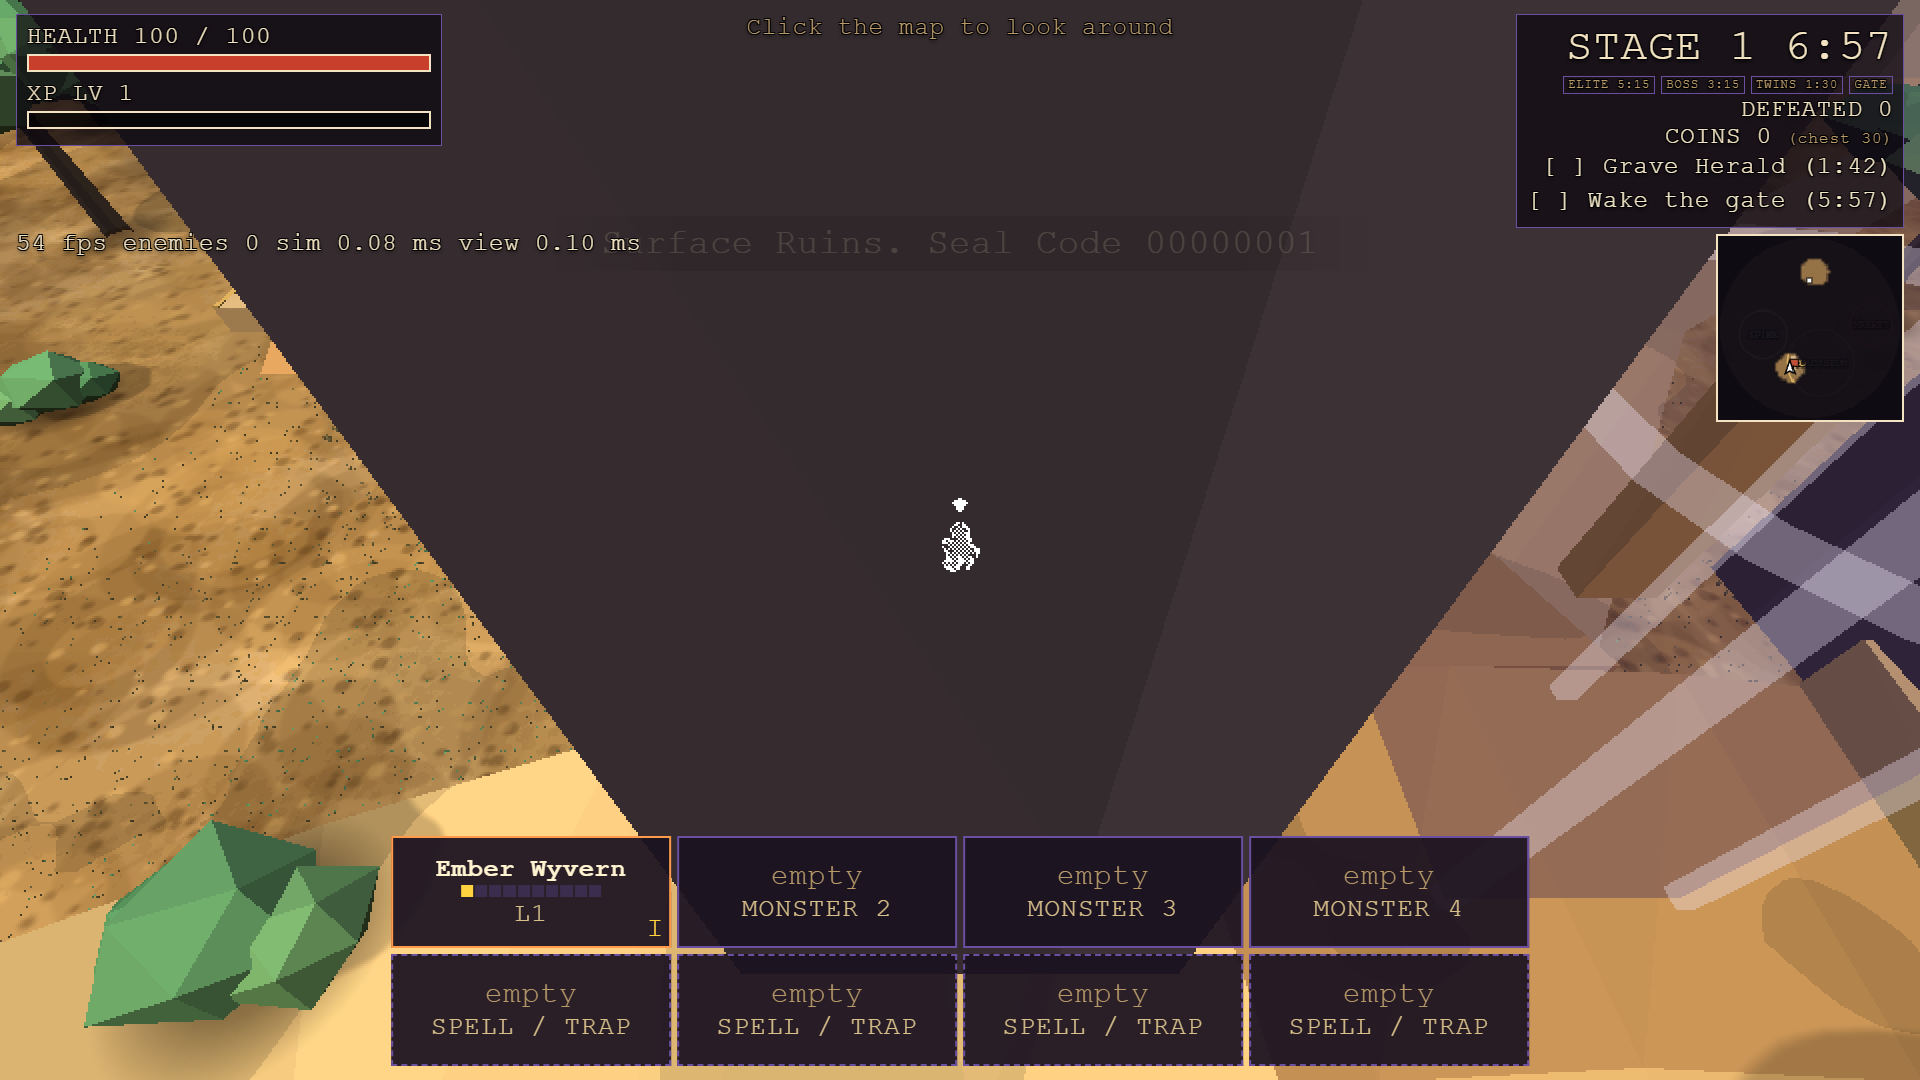 HEALTH 100 / 100
XP LV 1
Click the map to look around
STAGE 1 6:57
ELITE 5:15 BOSS 3:15 TWINS 1:30 GATE
DEFEATED 0
COINS 0 (chest 30)
[ ] Grave Herald (1:42)
[ ] Wake the gate (5:57)
54 fps enemies 0 sim 0.08 ms view 0.10 ms
Surface Ruins. Seal Code 00000001
Ember Wyvern
L1
I
empty
MONSTER 2
empty
MONSTER 3
empty
MONSTER 4
empty
SPELL / TRAP
empty
SPELL / TRAP
empty
SPELL / TRAP
empty
SPELL / TRAP